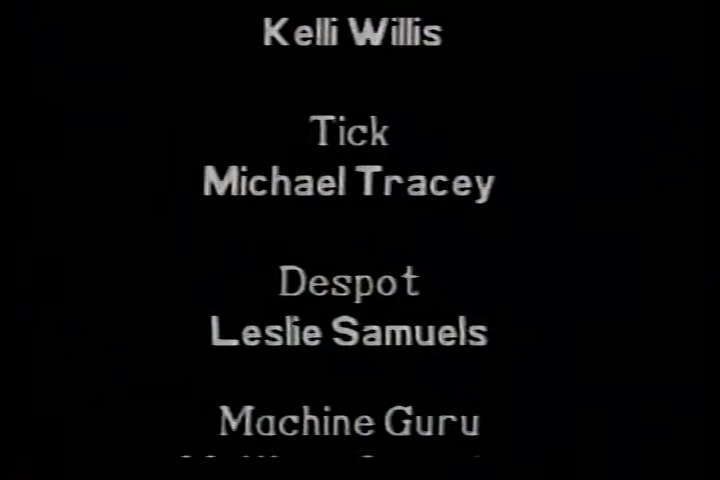 Kelli Willis
Tick
Michael Tracey
Despot
Leslie Samuels
Machine Guru